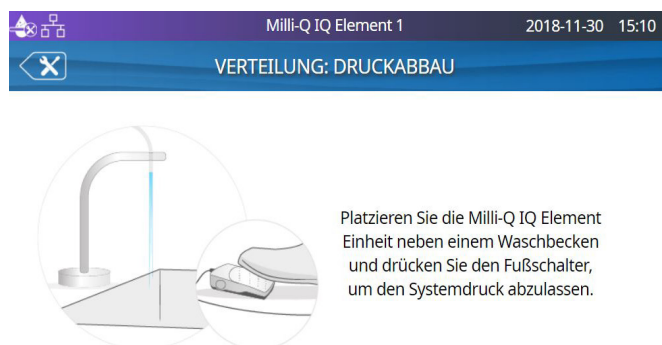 Milli-Q IQ Element 1 2018-11-30 15:10
VERTEILUNG: DRUCKABBAU
Platzieren Sie die Milli-Q IQ Element
Einheit neben einem Waschbecken
und drücken Sie den Fußschalter,
um den Systemdruck abzulassen.